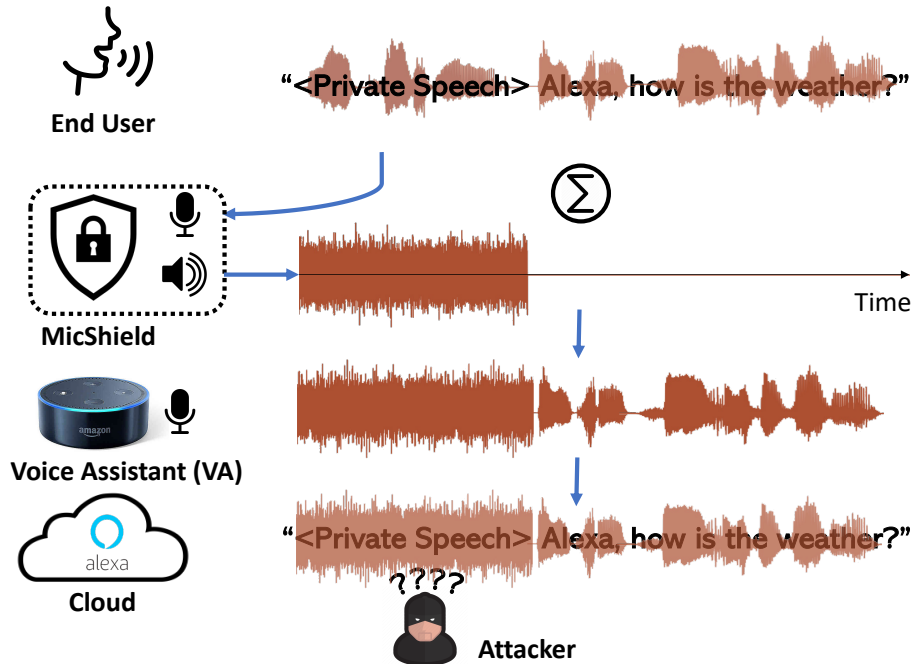 “<Private Speech> Alexa, how is the weather?”
End User
Σ
Time
MicShield
amazon
Voice Assistant (VA)
“<Private Speech> Alexa, how is the weather?”
alexa
Cloud
????
Attacker